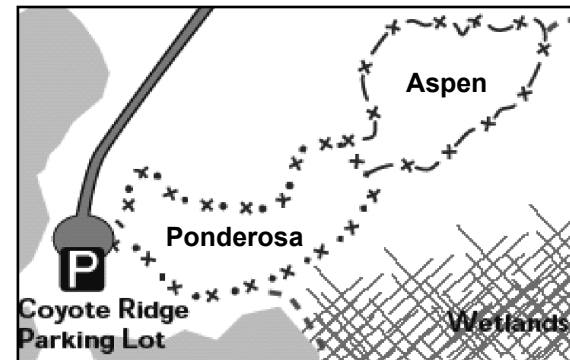 Aspen
Ponderosa
P
Coyote Ridge
Parking Lot
Wetlands